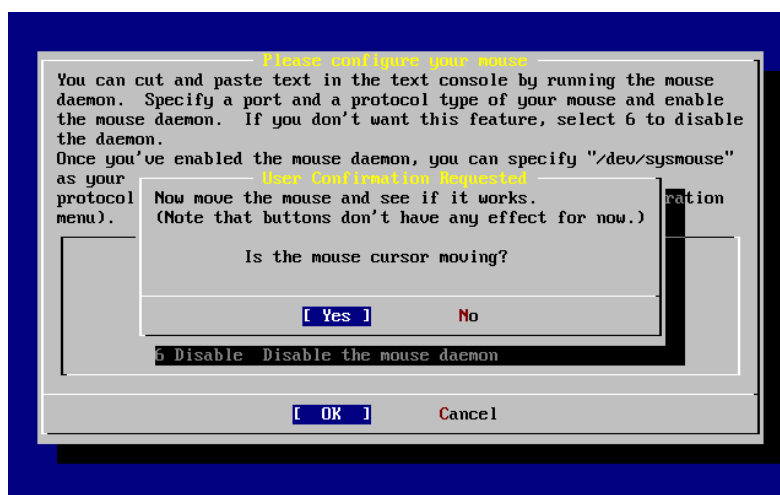 Please configure your mouse
You can cut and paste text in the text console by running the mouse
daemon.  Specify a port and a protocol type of your mouse and enable
the mouse daemon.  If you don't want this feature, select 6 to disable
the daemon.
Once you've enabled the mouse daemon, you can specify "/dev/sysmouse"
as your
protocol ration
menu).
User Confirmation Requested
Now move the mouse and see if it works.
(Note that buttons don't have any effect for now.)
Is the mouse cursor moving?
[ Yes ] No
6 Disable  Disable the mouse daemon
[ OK ] Cancel